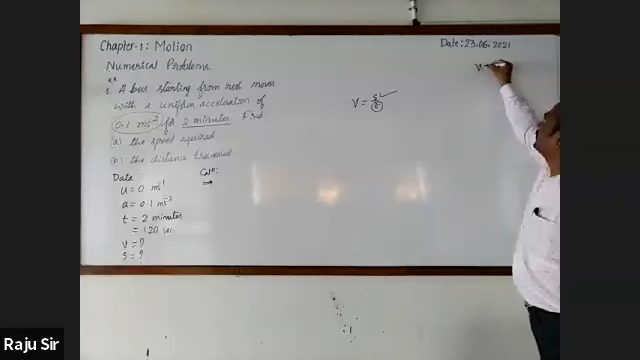 Chapter-1: Motion
Date: 23.06.2021
Numerical Problems
1. A bus starting from rest moves
with a uniform acceleration of
0.1 ms⁻² for 2 minutes Find
(a) the speed aquired
(b) the distance traversed.
Data
u = 0 ms⁻¹
a = 0.1 ms⁻²
t = 2 minutes
= 120 sec
v = ?
s = ?
Solⁿ:
→
V = s/t
v =
Raju Sir